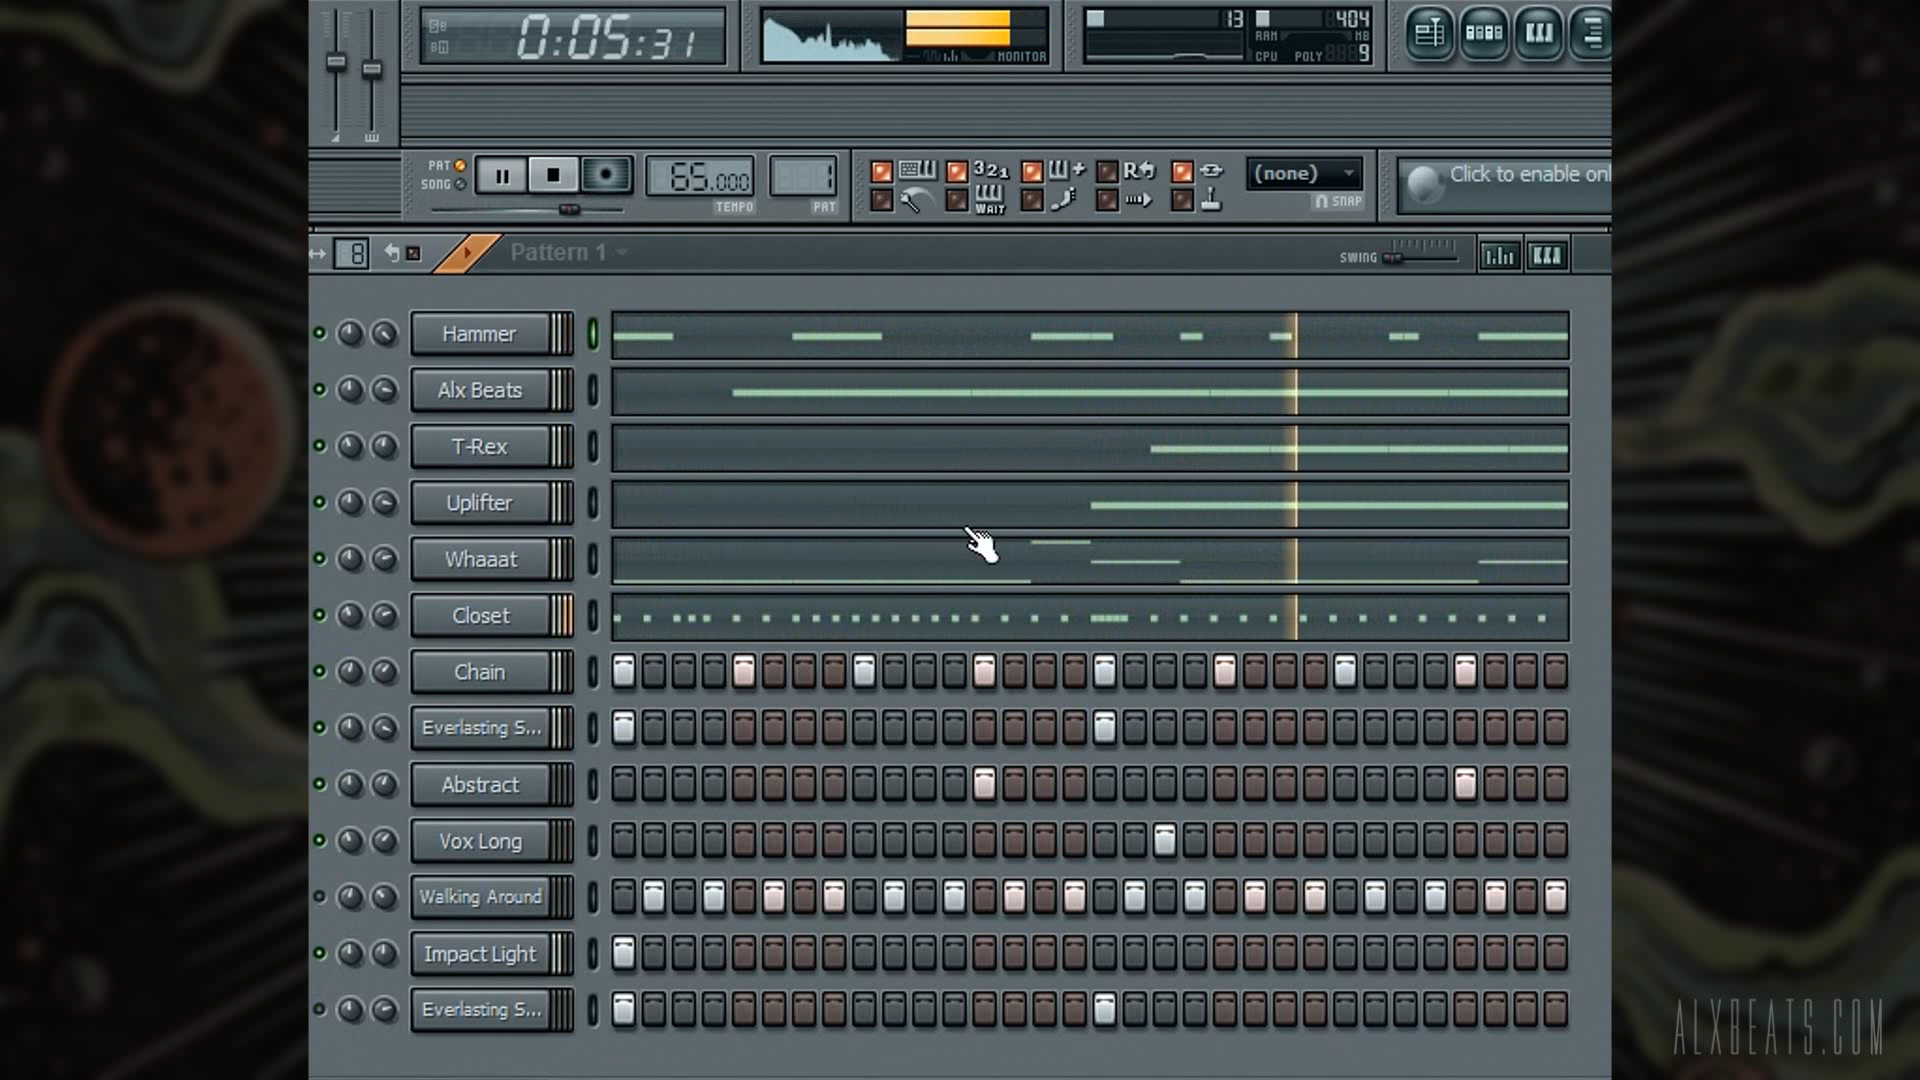 0:05:31
MONITOR
13
404
RAM
MB
CPU
POLY
9
PAT
SONG
65.000
TEMPO
1
PAT
321
WAIT
R
(none)
SNAP
Click to enable onl
8
Pattern 1
SWING
Hammer
Alx Beats
T-Rex
Uplifter
Whaaat
Closet
Chain
Everlasting S...
Abstract
Vox Long
Walking Around
Impact Light
Everlasting S...
ALXBEATS.COM